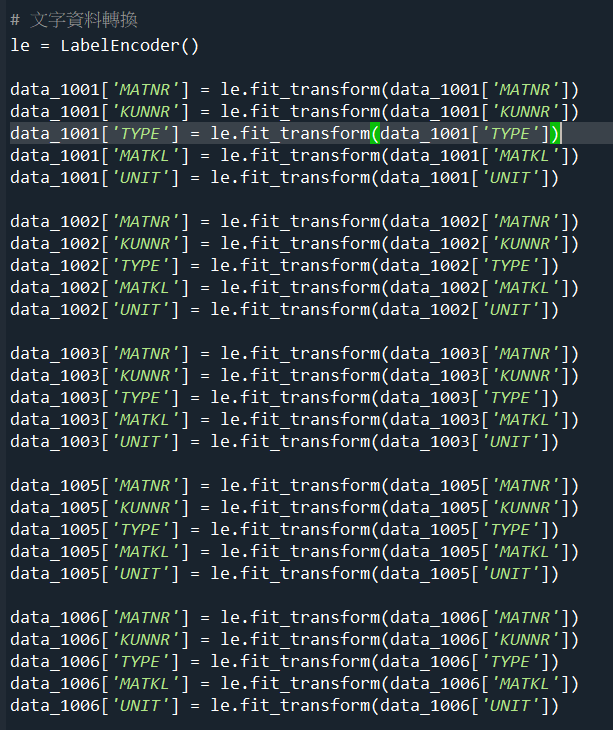 # 文字資料轉換
le = LabelEncoder()
data_1001['MATNR'] = le.fit_transform(data_1001['MATNR'])
data_1001['KUNNR'] = le.fit_transform(data_1001['KUNNR'])
data_1001['TYPE'] = le.fit_transform(data_1001['TYPE'])
data_1001['MATKL'] = le.fit_transform(data_1001['MATKL'])
data_1001['UNIT'] = le.fit_transform(data_1001['UNIT'])
data_1002['MATNR'] = le.fit_transform(data_1002['MATNR'])
data_1002['KUNNR'] = le.fit_transform(data_1002['KUNNR'])
data_1002['TYPE'] = le.fit_transform(data_1002['TYPE'])
data_1002['MATKL'] = le.fit_transform(data_1002['MATKL'])
data_1002['UNIT'] = le.fit_transform(data_1002['UNIT'])
data_1003['MATNR'] = le.fit_transform(data_1003['MATNR'])
data_1003['KUNNR'] = le.fit_transform(data_1003['KUNNR'])
data_1003['TYPE'] = le.fit_transform(data_1003['TYPE'])
data_1003['MATKL'] = le.fit_transform(data_1003['MATKL'])
data_1003['UNIT'] = le.fit_transform(data_1003['UNIT'])
data_1005['MATNR'] = le.fit_transform(data_1005['MATNR'])
data_1005['KUNNR'] = le.fit_transform(data_1005['KUNNR'])
data_1005['TYPE'] = le.fit_transform(data_1005['TYPE'])
data_1005['MATKL'] = le.fit_transform(data_1005['MATKL'])
data_1005['UNIT'] = le.fit_transform(data_1005['UNIT'])
data_1006['MATNR'] = le.fit_transform(data_1006['MATNR'])
data_1006['KUNNR'] = le.fit_transform(data_1006['KUNNR'])
data_1006['TYPE'] = le.fit_transform(data_1006['TYPE'])
data_1006['MATKL'] = le.fit_transform(data_1006['MATKL'])
data_1006['UNIT'] = le.fit_transform(data_1006['UNIT'])